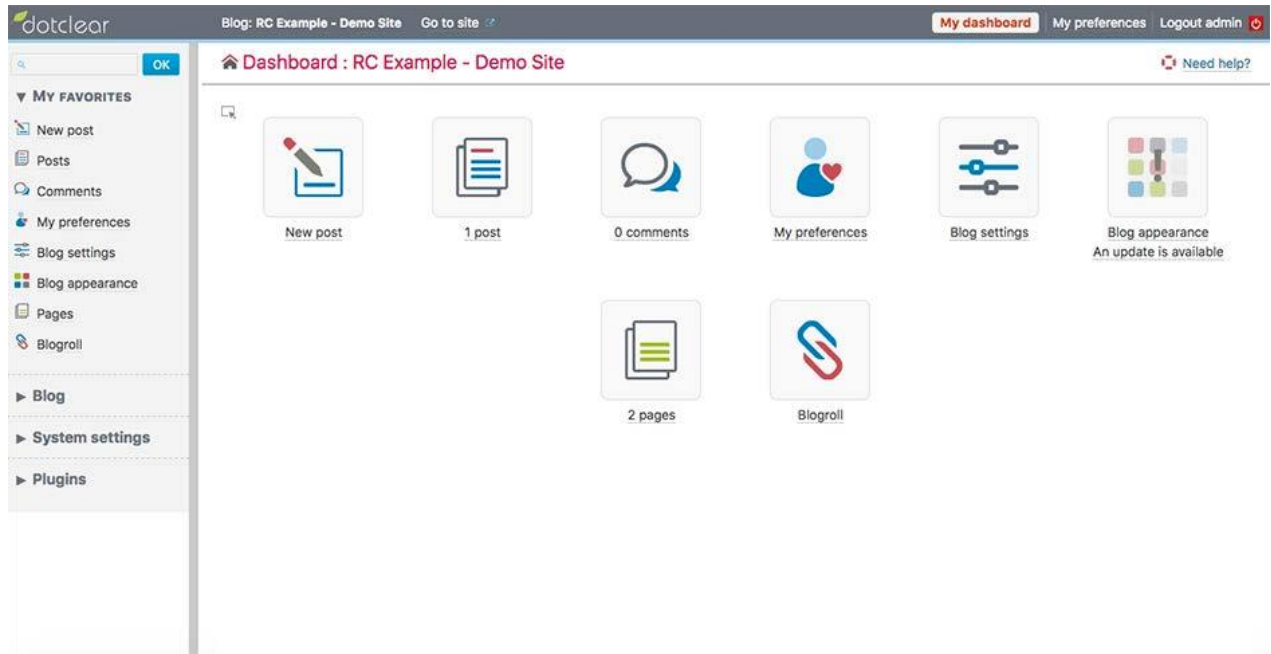 dotclear
Blog: RC Example - Demo Site Go to site
My dashboard My preferences Logout admin
OK
Dashboard : RC Example - Demo Site
Need help?
MY FAVORITES
New post
Posts
Comments
My preferences
Blog settings
Blog appearance
Pages
Blogroll
Blog
System settings
Plugins
New post
1 post
0 comments
My preferences
Blog settings
Blog appearance
An update is available
2 pages
Blogroll